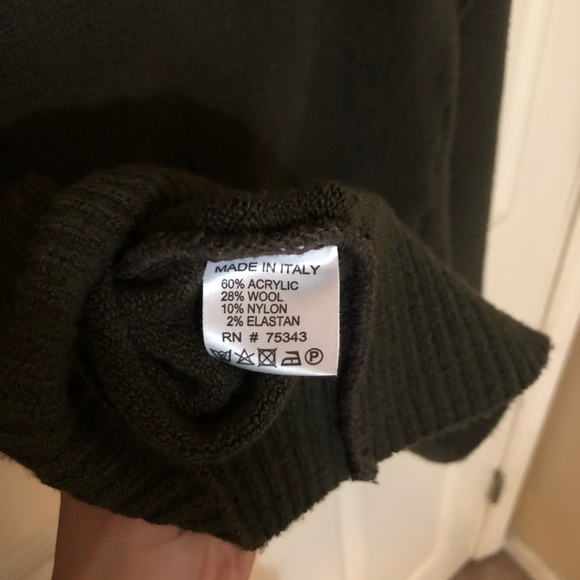 MADE IN ITALY
60% ACRYLIC
28% WOOL
10% NYLON
2% ELASTAN
RN # 75343
P